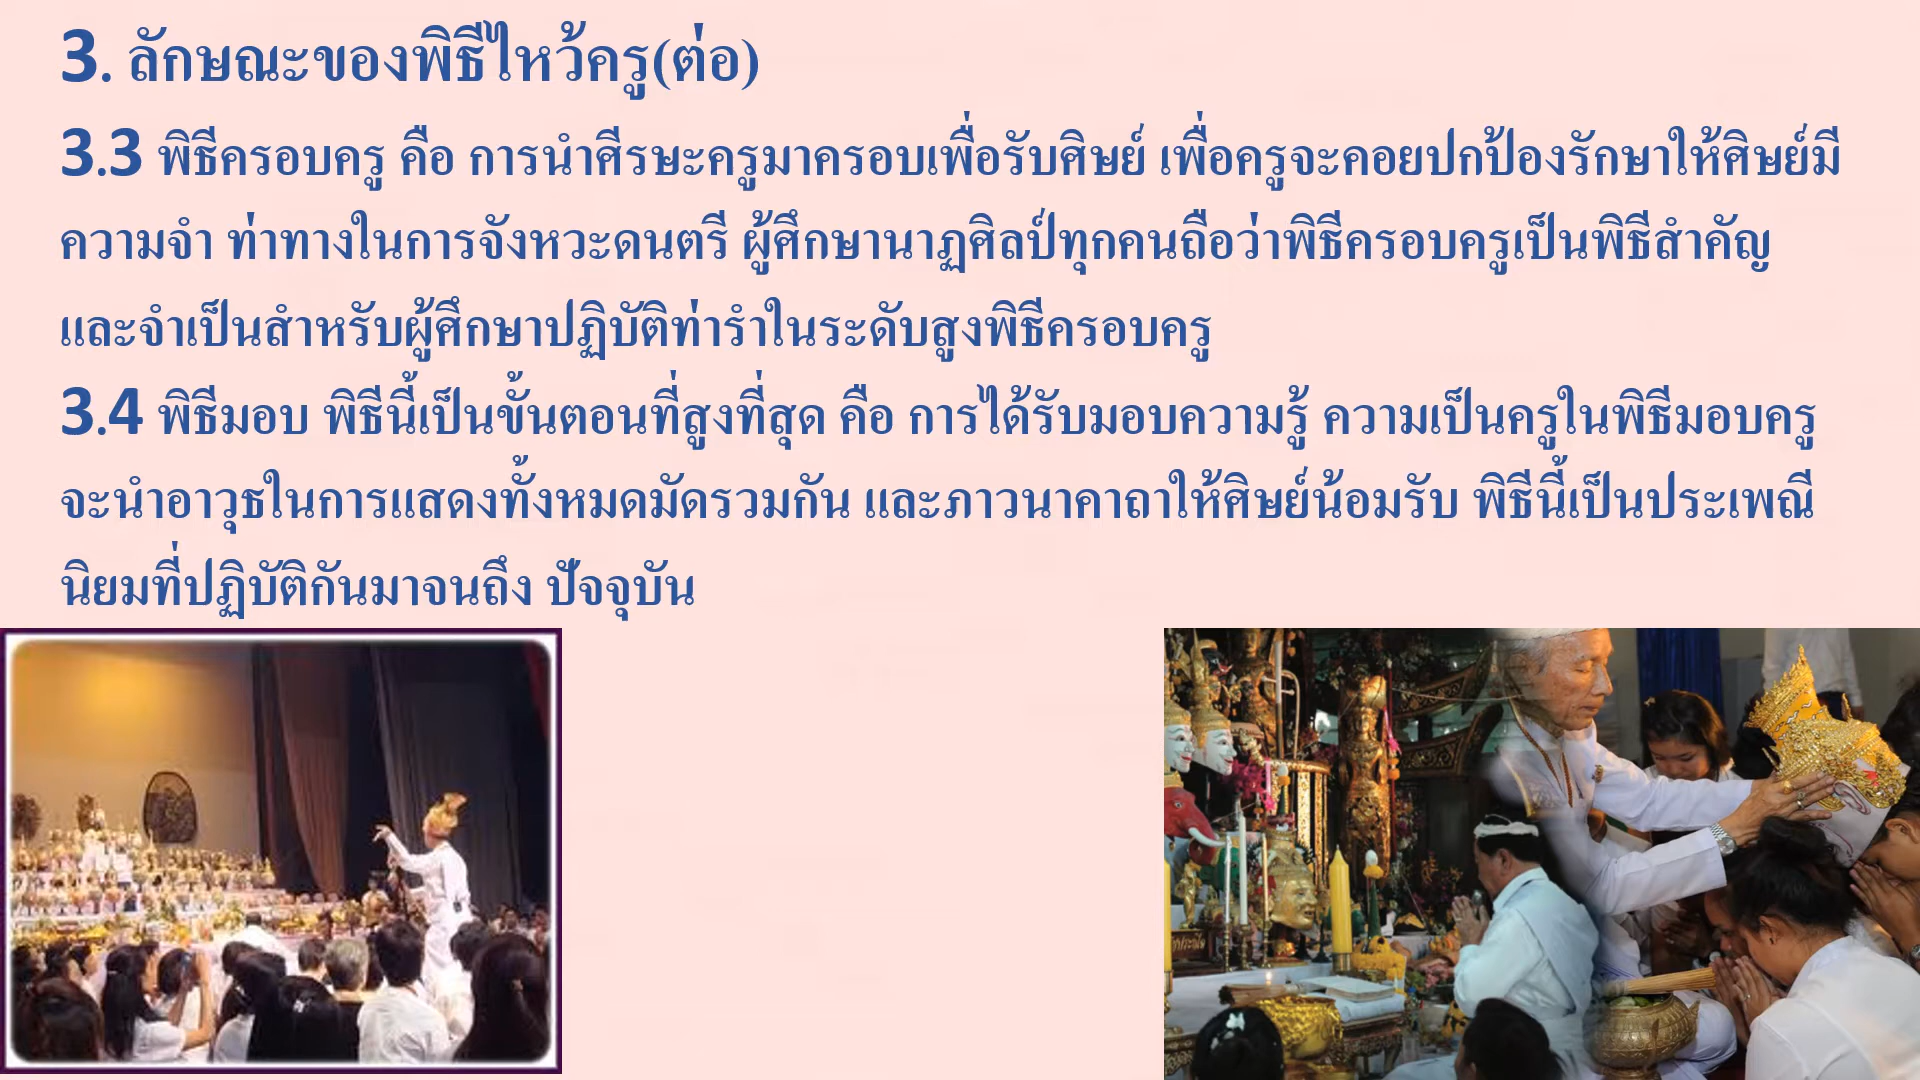 3. ลักษณะของพิธีไหว้ครู(ต่อ)
3.3 พิธีครอบครู คือ การนำศีรษะครูมาครอบเพื่อรับศิษย์ เพื่อครูจะคอยปกป้องรักษาให้ศิษย์มี
ความจำ ท่าทางในการจังหวะดนตรี ผู้ศึกษานาฏศิลป์ทุกคนถือว่าพิธีครอบครูเป็นพิธีสำคัญ
และจำเป็นสำหรับผู้ศึกษาปฏิบัติท่ารำในระดับสูงพิธีครอบครู
3.4 พิธีมอบ พิธีนี้เป็นขั้นตอนที่สูงที่สุด คือ การได้รับมอบความรู้ ความเป็นครูในพิธีมอบครู
จะนำอาวุธในการแสดงทั้งหมดมัดรวมกัน และภาวนาคาถาให้ศิษย์น้อมรับ พิธีนี้เป็นประเพณี
นิยมที่ปฏิบัติกันมาจนถึง ปัจจุบัน